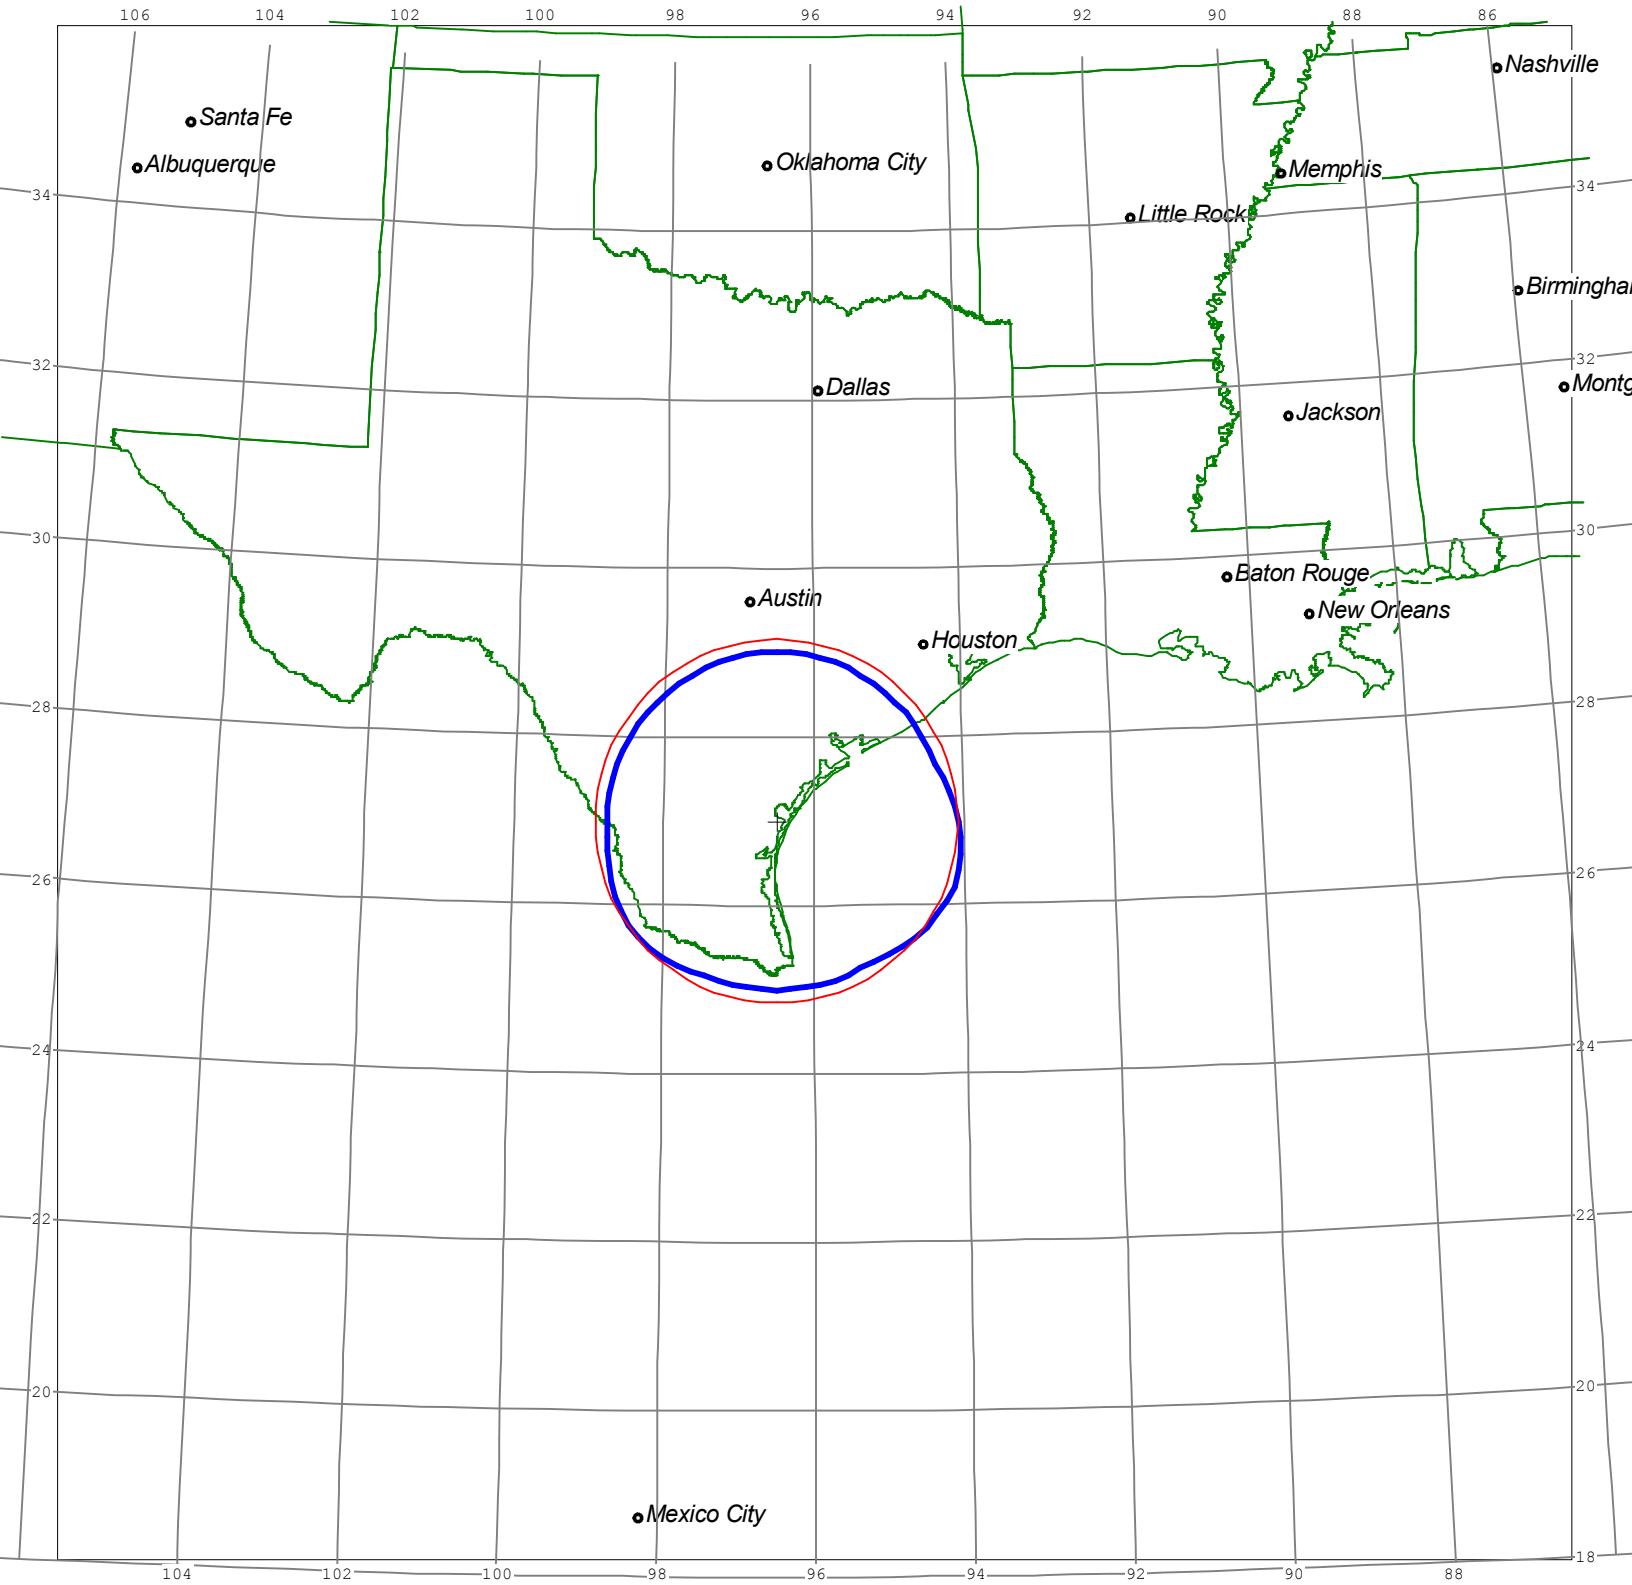 106 104 102 100 98 96 94 92 90 88 86
Nashville
Santa Fe
Albuquerque
Oklahoma City
Memphis
34
34
Little Rock
Birmingham
32
32
Dallas
Montg
Jackson
30
30
Baton Rouge
Austin
New Orleans
Houston
28
28
26
26
24
24
22
22
20
20
Mexico City
18
104 102 100 98 96 94 92 90 88